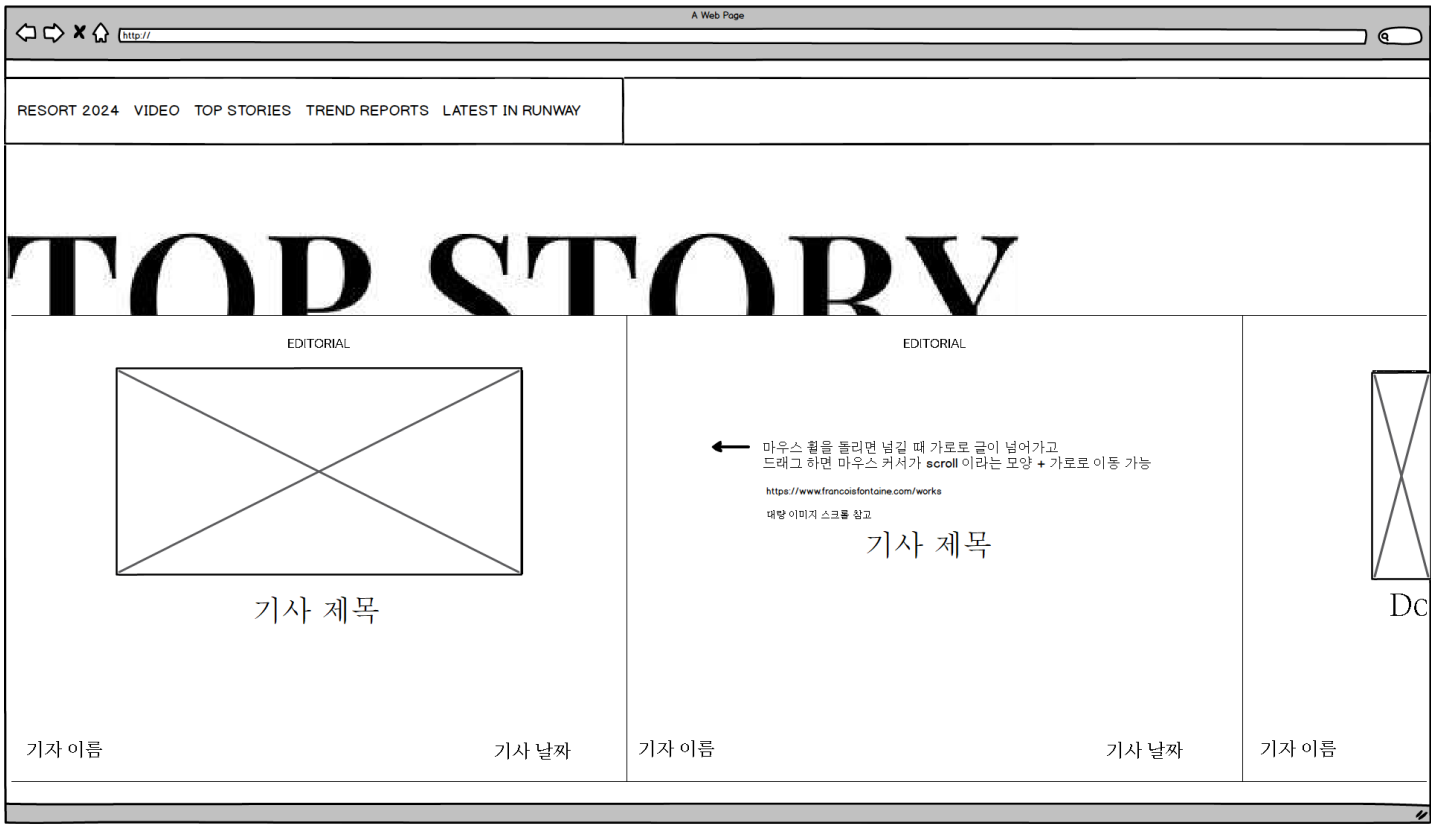 A Web Page
http://
RESORT 2024 VIDEO TOP STORIES TREND REPORTS LATEST IN RUNWAY
TOP STORY
EDITORIAL
기사 제목
기자 이름 기사 날짜
EDITORIAL
마우스 휠을 돌리면 넘길 때 가로로 글이 넘어가고
드래그 하면 마우스 커서가 scroll 이라는 모양 + 가로로 이동 가능
https://www.francoisfontaine.com/works
대량 이미지 스크롤 참고
기사 제목
기자 이름 기사 날짜
Do
기자 이름